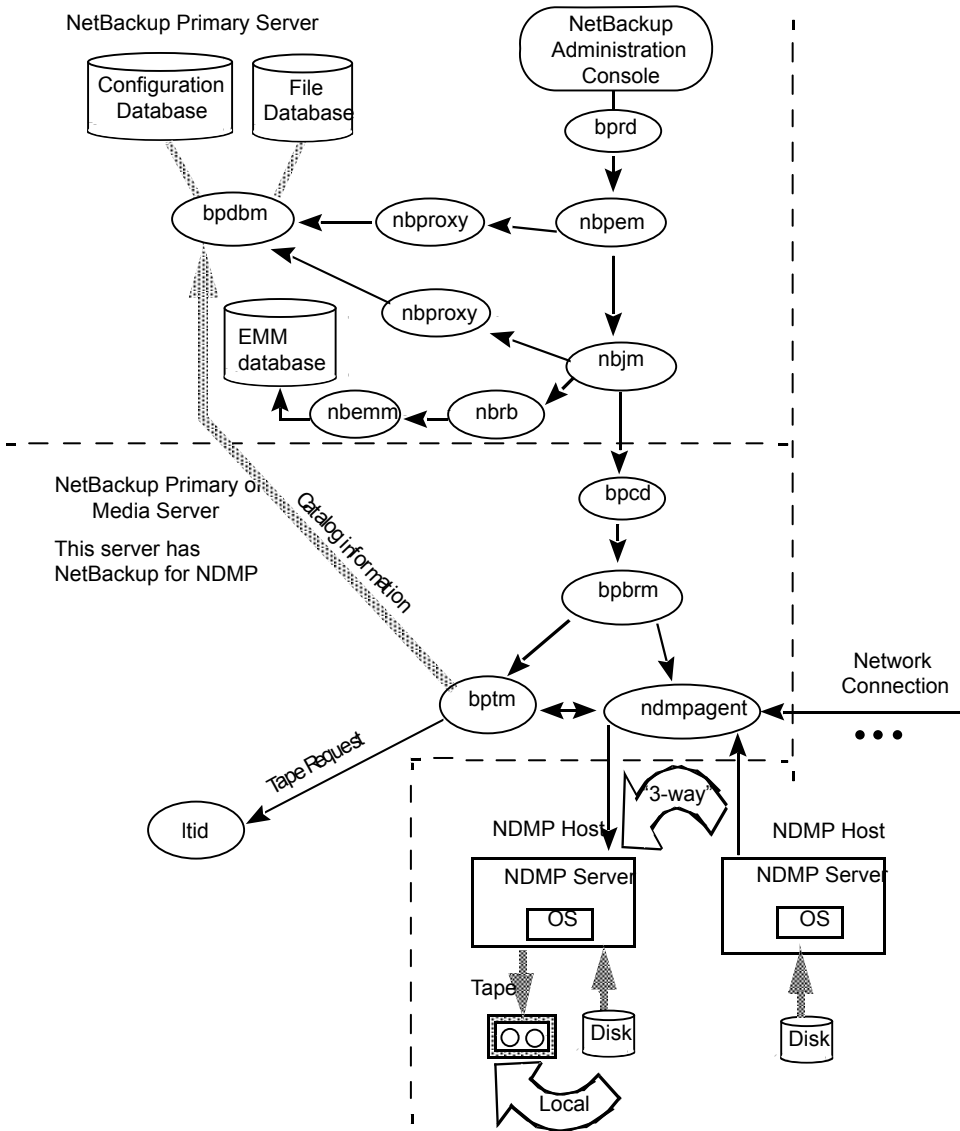 NetBackup Primary Server
NetBackup
Administration
Console
Configuration
Database
File
Database
bprd
bpdbm
nbproxy
nbpem
nbproxy
EMM
database
nbjm
nbemm
nbrb
NetBackup Primary or
Media Server
This server has
NetBackup for NDMP
bpcd
Catalog information
bpbrm
Network
Connection
bptm
ndmpagent
Tape Request
"3-way"
ltid
NDMP Host
NDMP Host
NDMP Server
NDMP Server
OS
OS
Tape
Disk
Disk
Local